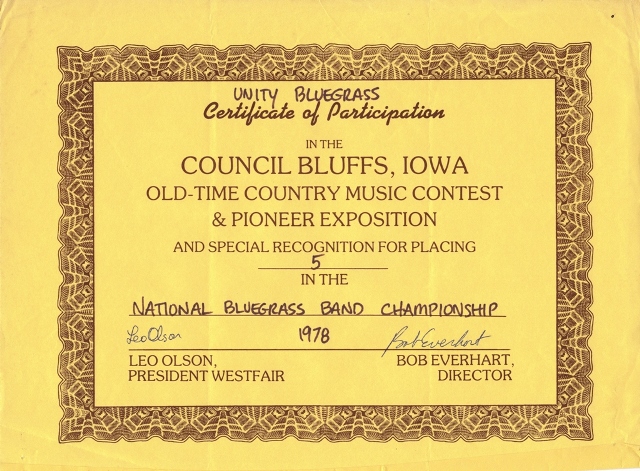 UNITY BLUEGRASS
Certificate of Participation
IN THE
COUNCIL BLUFFS, IOWA
OLD-TIME COUNTRY MUSIC CONTEST
& PIONEER EXPOSITION
AND SPECIAL RECOGNITION FOR PLACING
5
IN THE
NATIONAL BLUEGRASS BAND CHAMPIONSHIP
Leo Olson 1978 Bob Everhart
LEO OLSON, BOB EVERHART,
PRESIDENT WESTFAIR DIRECTOR